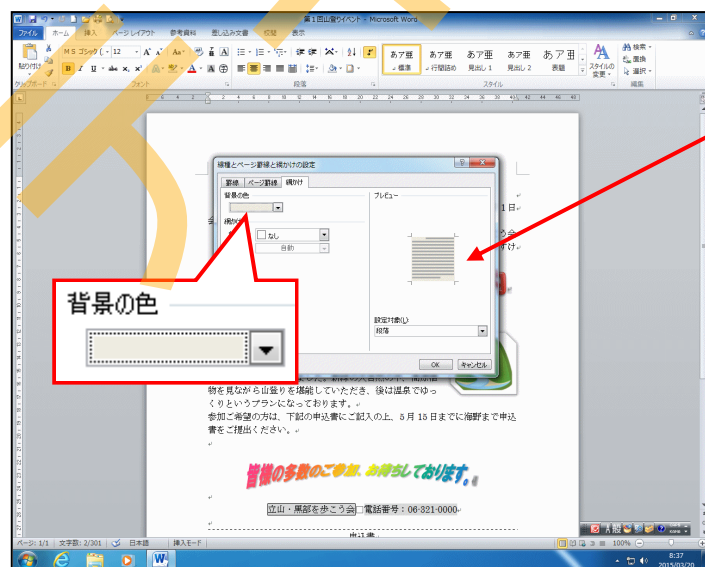 第1回山登りイベント - Microsoft Word
ファイル ホーム 挿入 ページ レイアウト 参考資料 差し込み文書 校閲 表示
貼り付け
MS ゴシック ( 12
検索
置換
選択
スタイルの変更
あア亜 あア亜 あア亜 あア亜 あア亜
標準 行間詰め 見出し 1 見出し 2 表題
クリップボード フォント 段落 スタイル 編集
線種とページ罫線と網かけの設定
罫線 ページ罫線 網かけ
背景の色
プレビュー
なし
自動
設定対象(L):
段落
OK キャンセル
背景の色
1日
物を見ながら山登りを堪能していただき、後は温泉でゆっ
くりというプランになっております。
参加ご希望の方は、下記の申込書にご記入の上、5月15日までに海野まで申込
書をご提出ください。
皆様の多数のご参加、お待ちしております。
立山・黒部を歩こう会□電話番号:06-321-0000
申込書
ページ: 1/1 文字数: 2/301 日本語 挿入モード
100%
8:37
2015/03/20